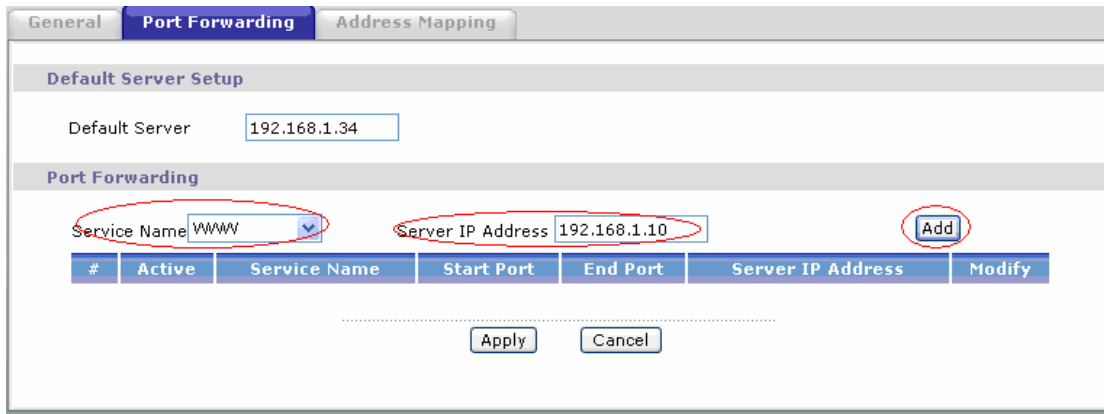 General Port Forwarding Address Mapping
Default Server Setup
Default Server 192.168.1.34
Port Forwarding
Service Name WWW Server IP Address 192.168.1.10 Add
# Active Service Name Start Port End Port Server IP Address Modify
Apply Cancel